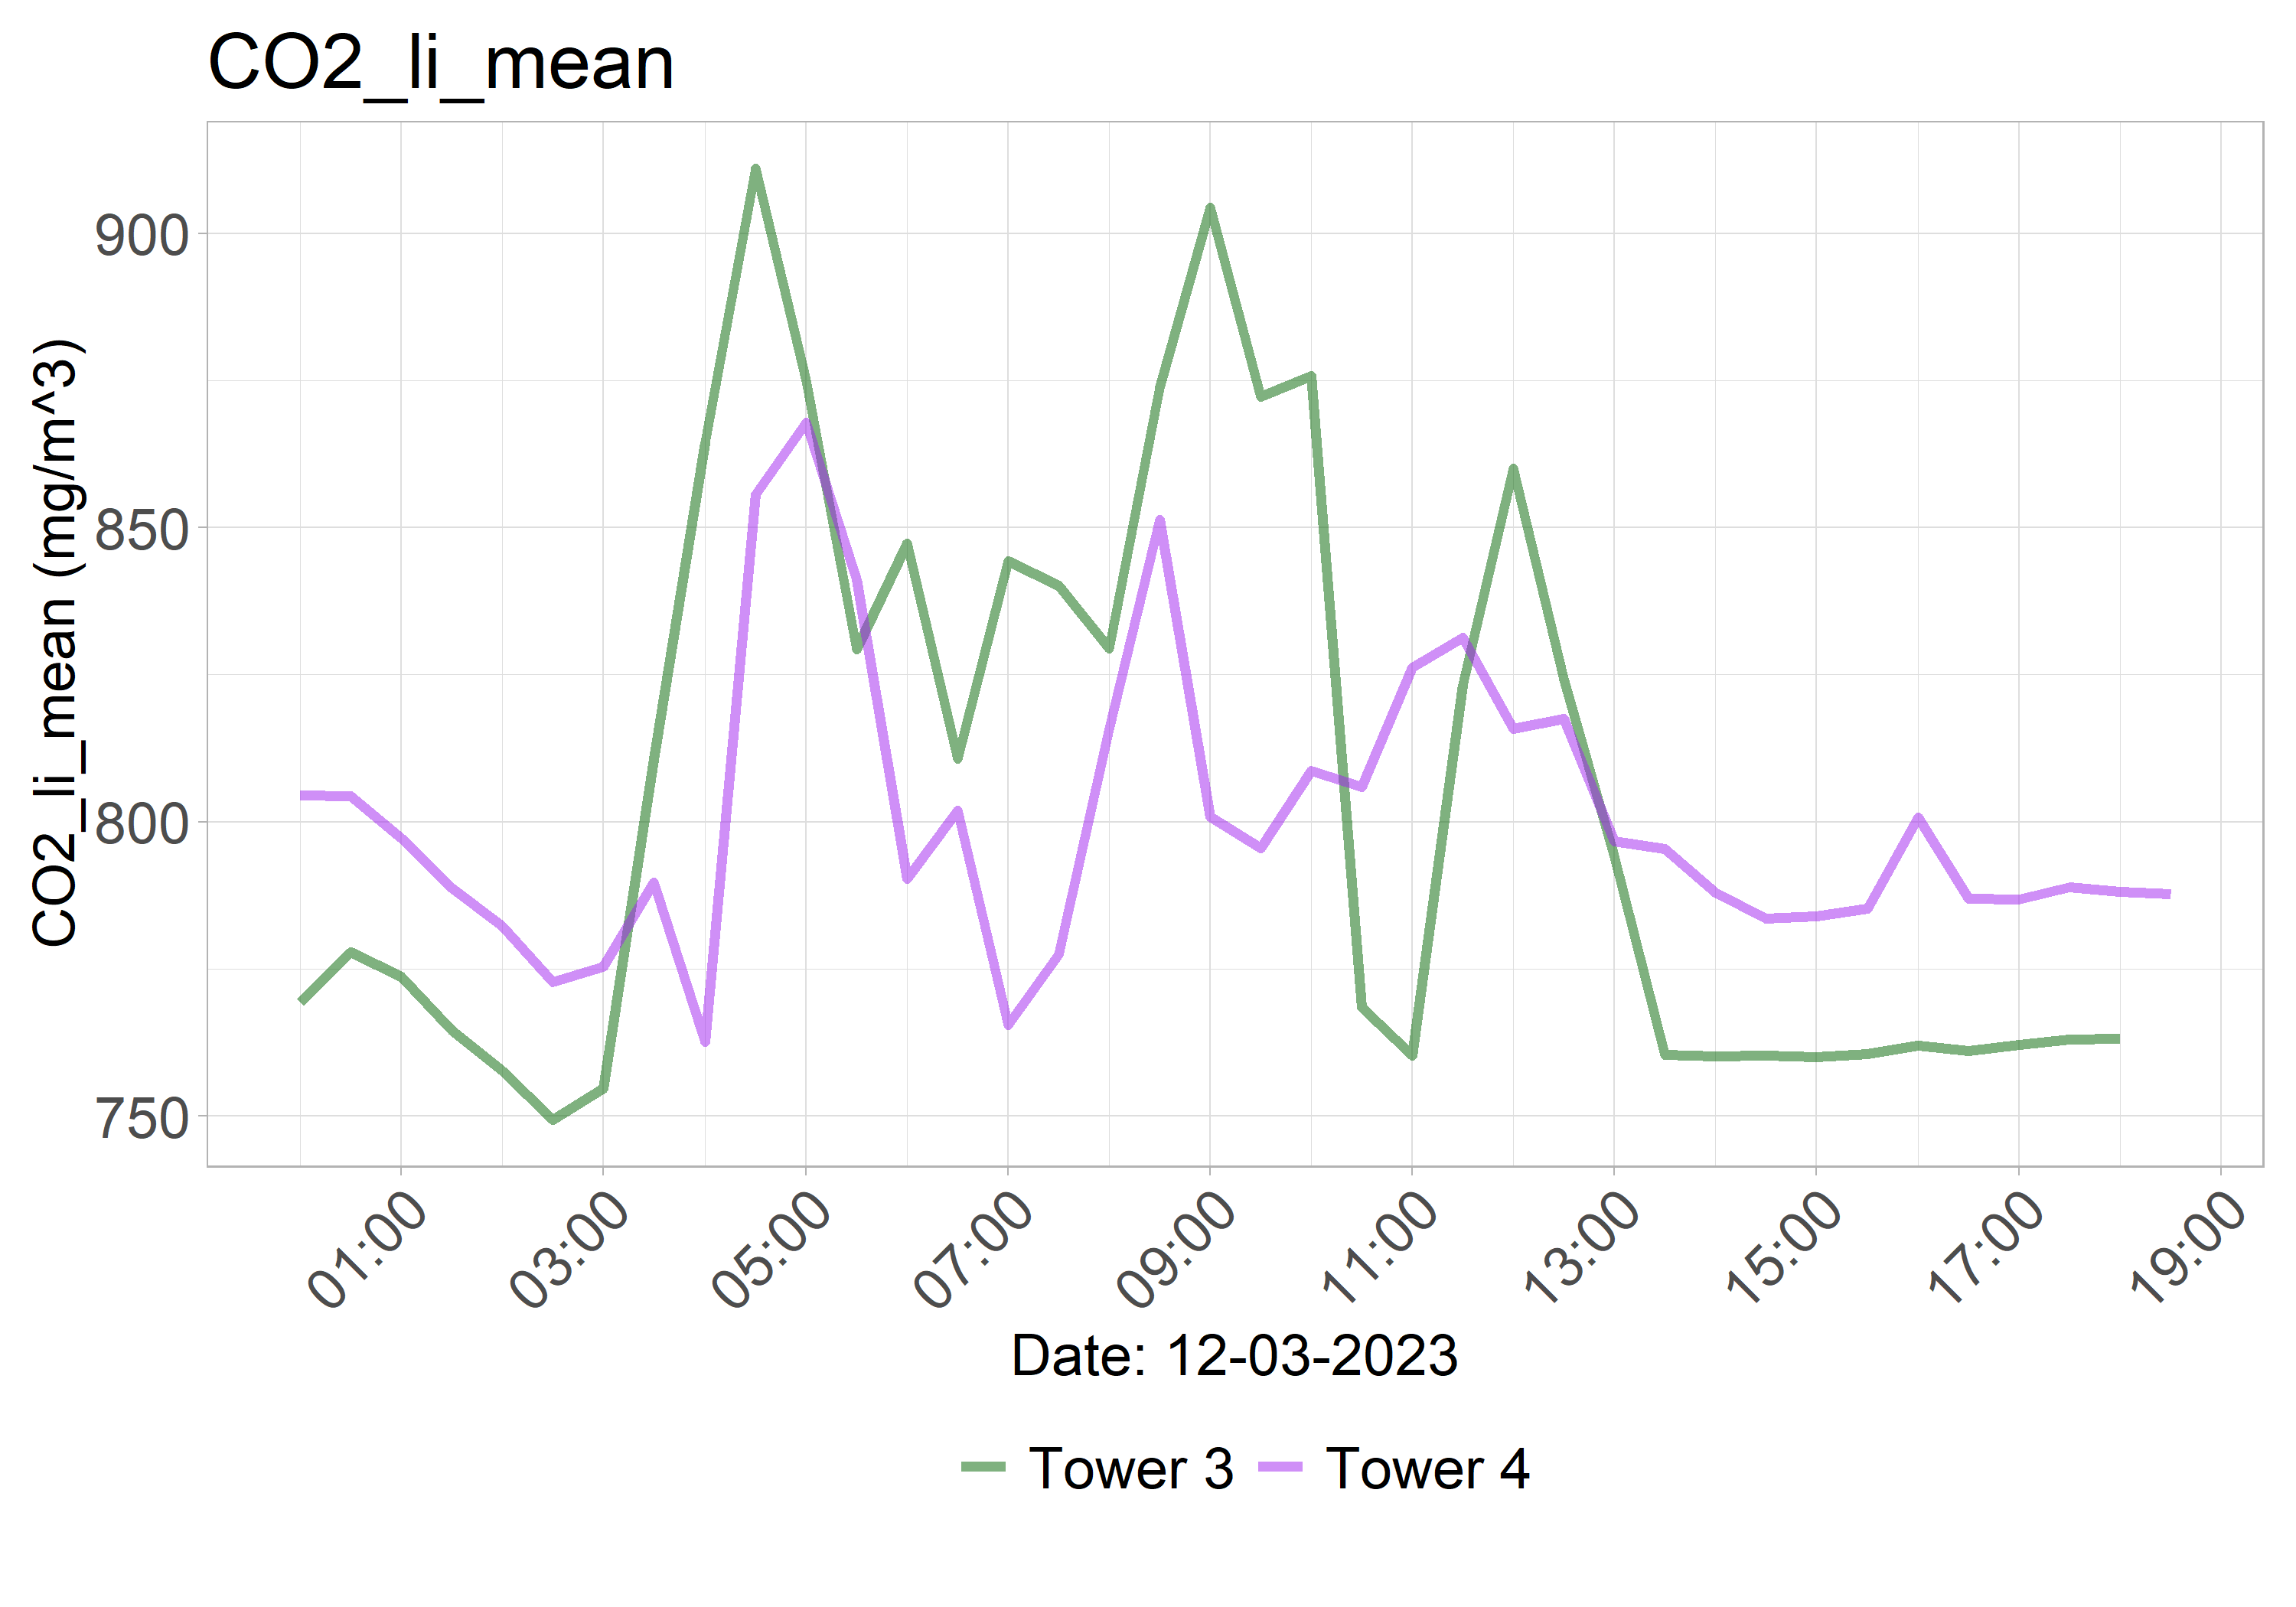 CO2_li_mean
CO2_li_mean (mg/m^3)
900
850
800
750
01:00 03:00 05:00 07:00 09:00 11:00 13:00 15:00 17:00 19:00
Date: 12-03-2023
Tower 3 Tower 4